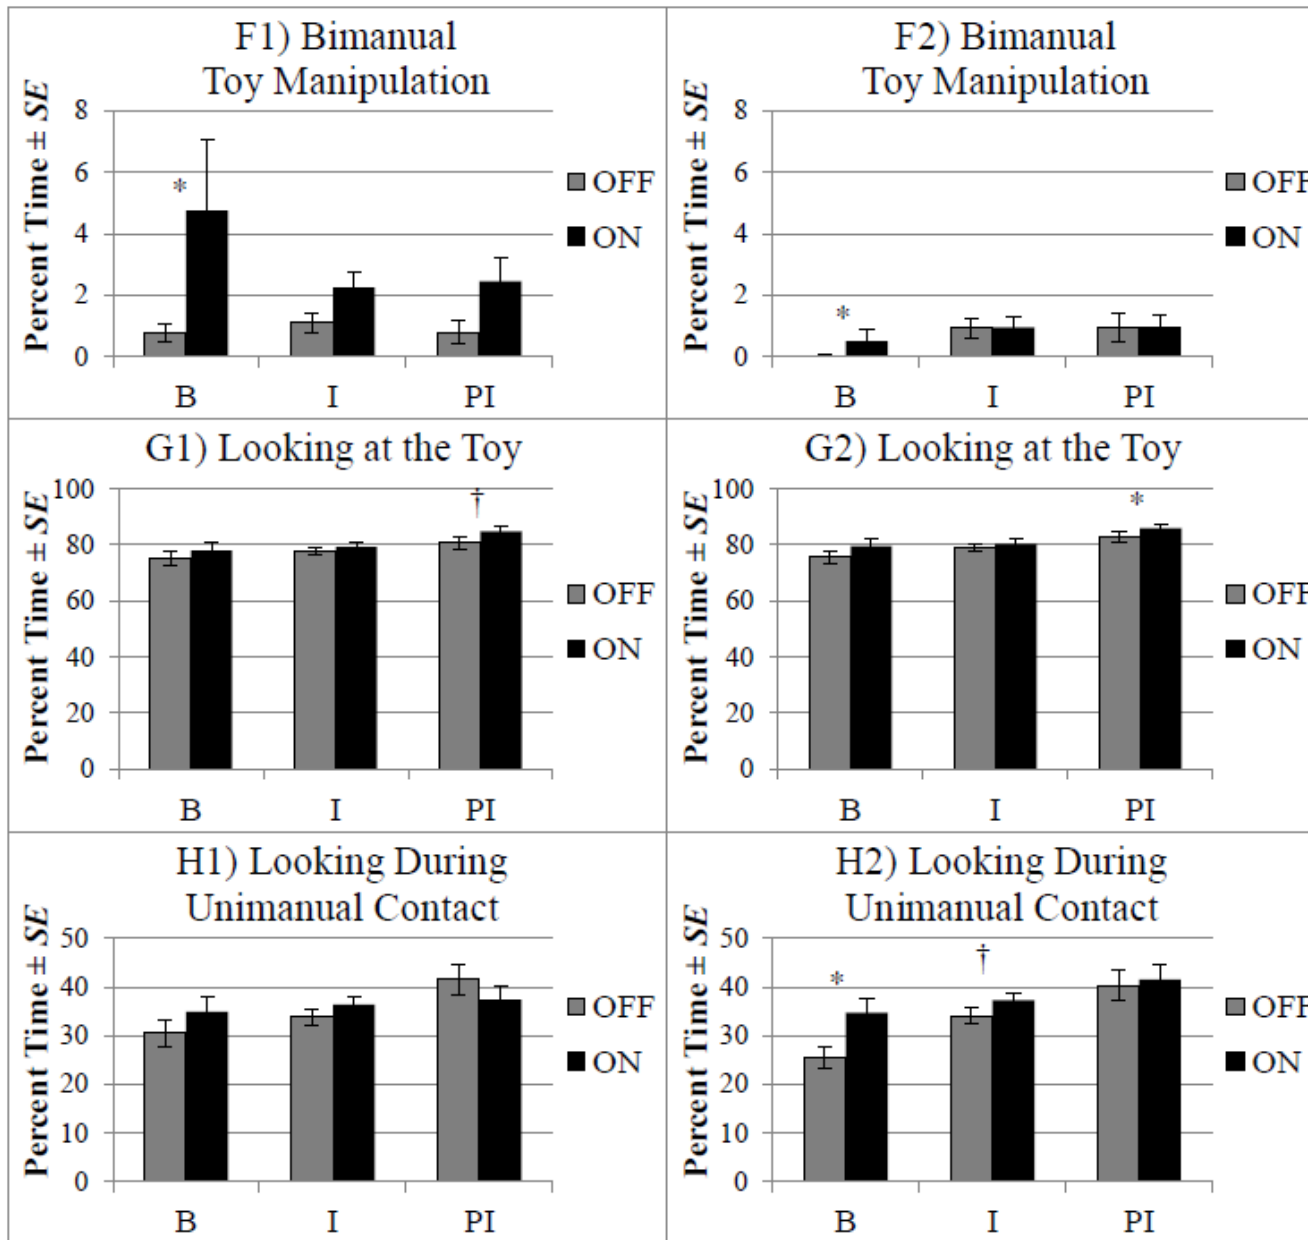 F1) Bimanual
Toy Manipulation
Percent Time ± SE
8
6
4
2
0
*
B
I
PI
OFF
ON
F2) Bimanual
Toy Manipulation
Percent Time ± SE
8
6
4
2
0
*
B
I
PI
OFF
ON
G1) Looking at the Toy
Percent Time ± SE
100
80
60
40
20
0
†
B
I
PI
OFF
ON
G2) Looking at the Toy
Percent Time ± SE
100
80
60
40
20
0
*
B
I
PI
OFF
ON
H1) Looking During
Unimanual Contact
Percent Time ± SE
50
40
30
20
10
0
B
I
PI
OFF
ON
H2) Looking During
Unimanual Contact
Percent Time ± SE
50
40
30
20
10
0
*
†
B
I
PI
OFF
ON